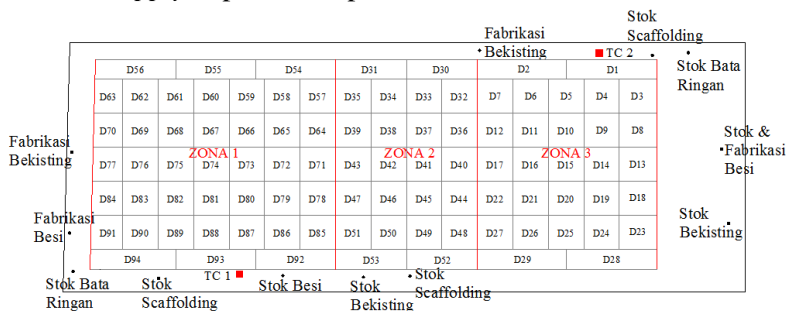 Stok
Scaffolding
Fabrikasi
Bekisting
TC 2
Stok Bata
Ringan
D56 D55 D54 D31 D30 D2 D1
D63 D62 D61 D60 D59 D58 D57 D35 D34 D33 D32 D7 D6 D5 D4 D3
D70 D69 D68 D67 D66 D65 D64 D39 D38 D37 D36 D12 D11 D10 D9 D8
Fabrikasi
Bekisting
ZONA 1 ZONA 2 ZONA 3
Stok &
Fabrikasi
Besi
D77 D76 D75 D74 D73 D72 D71 D43 D42 D41 D40 D17 D16 D15 D14 D13
D84 D83 D82 D81 D80 D79 D78 D47 D46 D45 D44 D22 D21 D20 D19 D18
Fabrikasi
Besi
Stok
Bekisting
D91 D90 D89 D88 D87 D86 D85 D51 D50 D49 D48 D27 D26 D25 D24 D23
D94 D93 D92 D53 D52 D29 D28
Stok Bata
Ringan
Stok
Scaffolding
TC 1
Stok Besi
Stok
Bekisting
Stok
Scaffolding